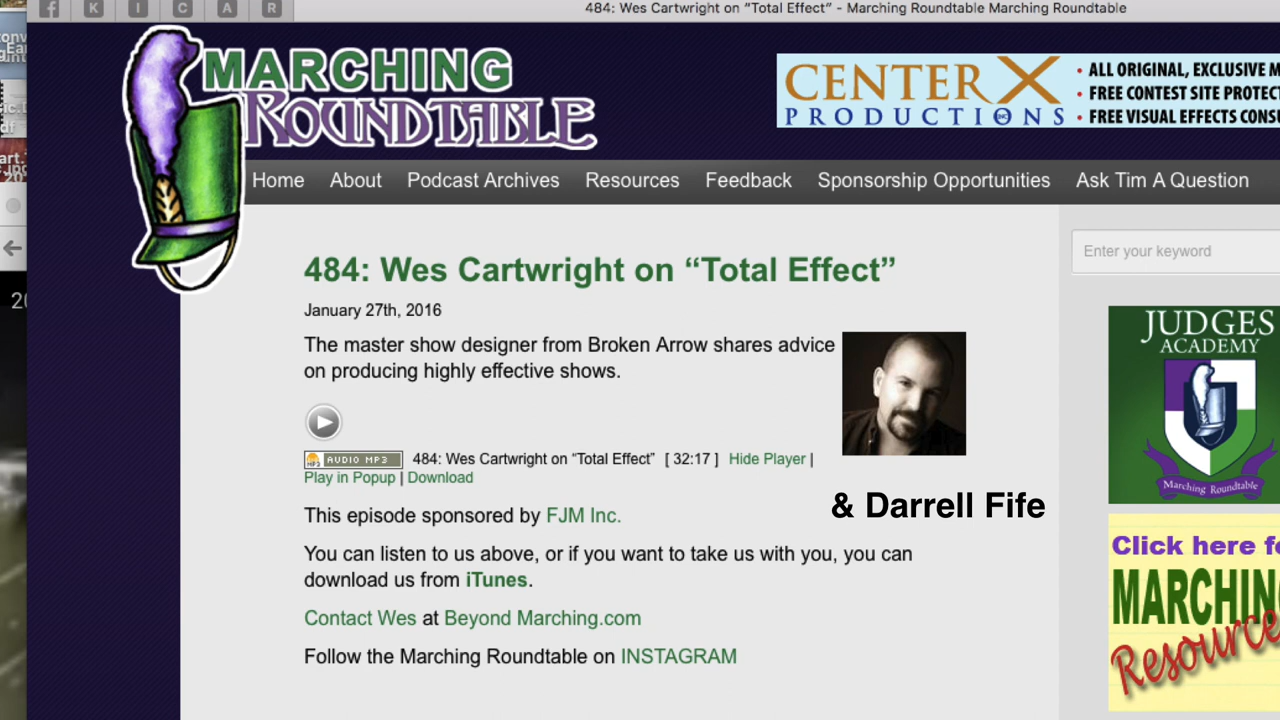 F K I C A R
484: Wes Cartwright on “Total Effect” - Marching Roundtable Marching Roundtable
MARCHING
ROUNDTABLE
CENTER X
PRODUCTIONS
• ALL ORIGINAL, EXCLUSIVE M
• FREE CONTEST SITE PROTECT
• FREE VISUAL EFFECTS CONSU
Home About Podcast Archives Resources Feedback Sponsorship Opportunities Ask Tim A Question
Enter your keyword
484: Wes Cartwright on “Total Effect”
January 27th, 2016
The master show designer from Broken Arrow shares advice
on producing highly effective shows.
AUDIO MP3 484: Wes Cartwright on “Total Effect” [ 32:17 ] Hide Player |
Play in Popup | Download
& Darrell Fife
This episode sponsored by FJM Inc.
You can listen to us above, or if you want to take us with you, you can
download us from iTunes.
Contact Wes at Beyond Marching.com
Follow the Marching Roundtable on INSTAGRAM
JUDGES
ACADEMY
Marching Roundtable
Click here fo
MARCHING
Resource